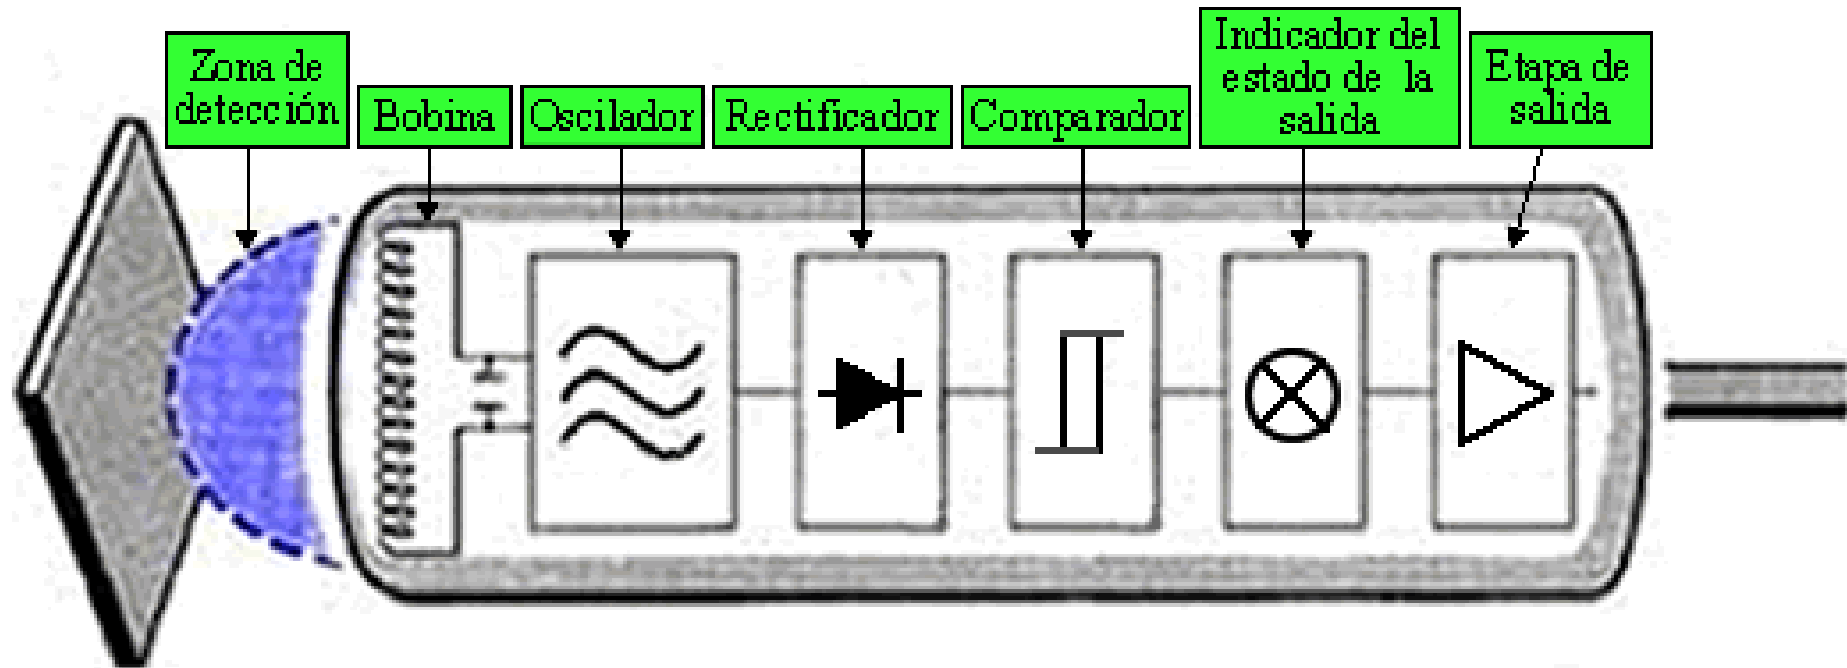 Zona de
detección
Bobina
Oscilador
Rectificador
Comparador
Indicador del
estado de la
salida
Etapa de
salida